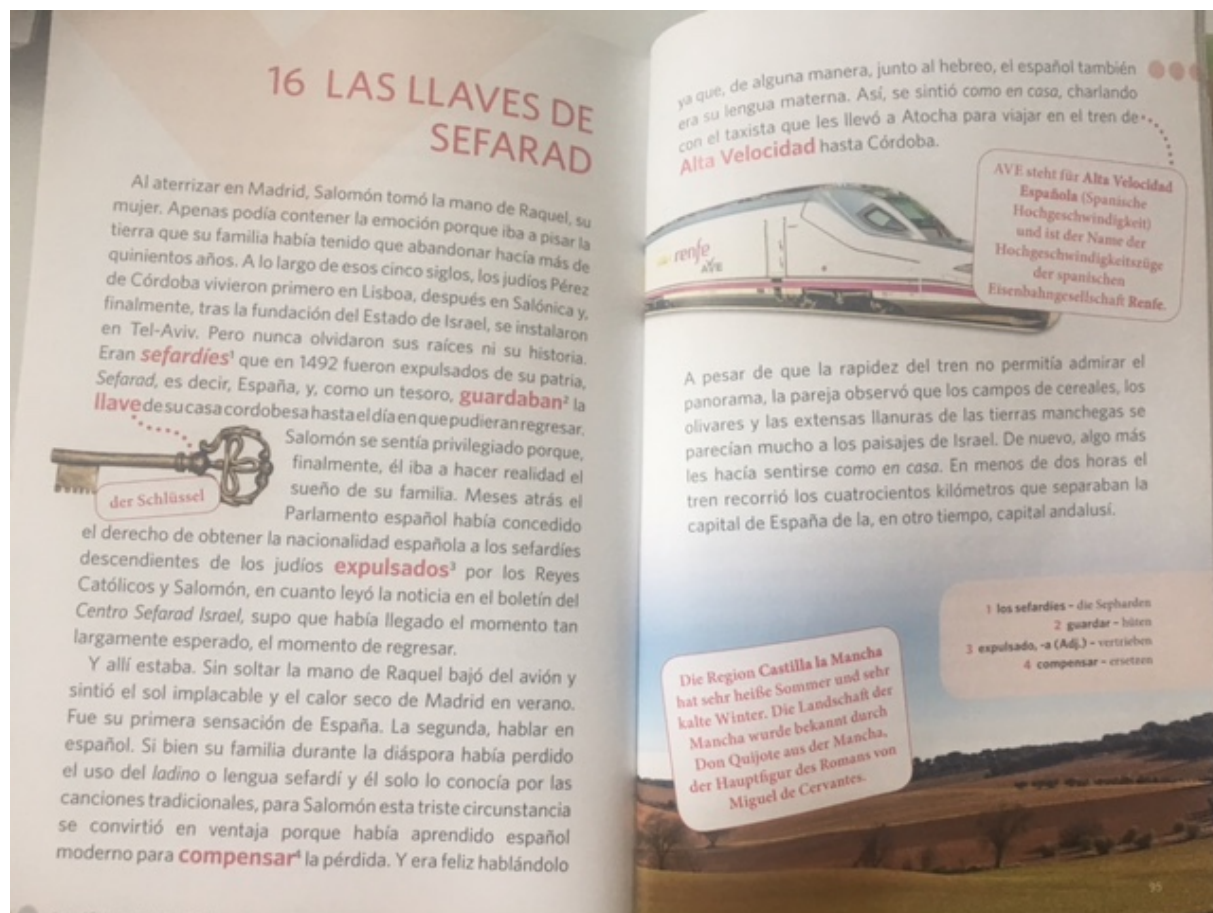 16 LAS LLAVES DE
SEFARAD
Al aterrizar en Madrid, Salomón tomó la mano de Raquel, su
mujer. Apenas podía contener la emoción porque iba a pisar la
tierra que su familia había tenido que abandonar hacía más de
quinientos años. A lo largo de esos cinco siglos, los judíos Pérez
de Córdoba vivieron primero en Lisboa, después en Salónica y,
finalmente, tras la fundación del Estado de Israel, se instalaron
en Tel-Aviv. Pero nunca olvidaron sus raíces ni su historia.
Eran sefardíes¹ que en 1492 fueron expulsados de su patria,
Sefarad, es decir, España, y, como un tesoro, guardaban² la
llave de su casa cordobesa hasta el día en que pudieran regresar.
der Schlüssel
Salomón se sentía privilegiado porque,
finalmente, él iba a hacer realidad el
sueño de su familia. Meses atrás el
Parlamento español había concedido
el derecho de obtener la nacionalidad española a los sefardíes
descendientes de los judíos expulsados³ por los Reyes
Católicos y Salomón, en cuanto leyó la noticia en el boletín del
Centro Sefarad Israel, supo que había llegado el momento tan
largamente esperado, el momento de regresar.
Y allí estaba. Sin soltar la mano de Raquel bajó del avión y
sintió el sol implacable y el calor seco de Madrid en verano.
Fue su primera sensación de España. La segunda, hablar en
español. Si bien su familia durante la diáspora había perdido
el uso del ladino o lengua sefardí y él solo lo conocía por las
canciones tradicionales, para Salomón esta triste circunstancia
se convirtió en ventaja porque había aprendido español
moderno para compensar⁴ la pérdida. Y era feliz hablándolo
ya que, de alguna manera, junto al hebreo, el español también
era su lengua materna. Así, se sintió como en casa, charlando
con el taxista que les llevó a Atocha para viajar en el tren de
Alta Velocidad hasta Córdoba.
AVE steht für Alta Velocidad
Española (Spanische
Hochgeschwindigkeit)
und ist der Name der
Hochgeschwindigkeitszüge
der spanischen
Eisenbahngesellschaft Renfe.
renfe
AVE
A pesar de que la rapidez del tren no permitía admirar el
panorama, la pareja observó que los campos de cereales, los
olivares y las extensas llanuras de las tierras manchegas se
parecían mucho a los paisajes de Israel. De nuevo, algo más
les hacía sentirse como en casa. En menos de dos horas el
tren recorrió los cuatrocientos kilómetros que separaban la
capital de España de la, en otro tiempo, capital andalusí.
1 los sefardíes – die Sepharden
2 guardar – hüten
3 expulsado, -a (Adj.) – vertrieben
4 compensar – ersetzen
Die Region Castilla la Mancha
hat sehr heiße Sommer und sehr
kalte Winter. Die Landschaft der
Mancha wurde bekannt durch
Don Quijote aus der Mancha,
der Hauptfigur des Romans von
Miguel de Cervantes.
95